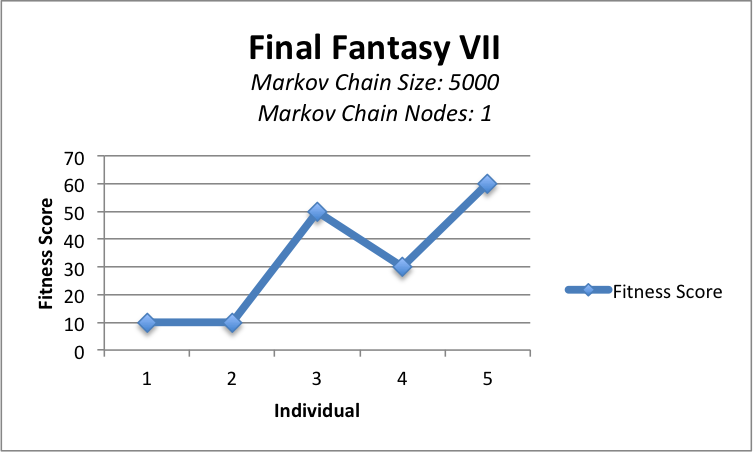 Final Fantasy VII
Markov Chain Size: 5000
Markov Chain Nodes: 1
70
60
50
40
30
20
10
0
Fitness Score
1 2 3 4 5
Individual
Fitness Score